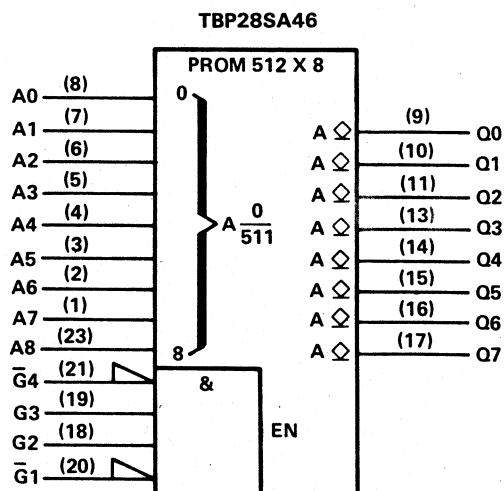 TBP28SA46
PROM 512 X 8
A0 (8) 0
A1 (7) A (9) Q0
A2 (6) A (10) Q1
A3 (5) A (11) Q2
A4 (4) A 0/511 A (13) Q3
A5 (3) A (14) Q4
A6 (2) A (15) Q5
A7 (1) A (16) Q6
A8 (23) 8 A (17) Q7
G̅4 (21) &
G3 (19)
G2 (18) EN
G̅1 (20)